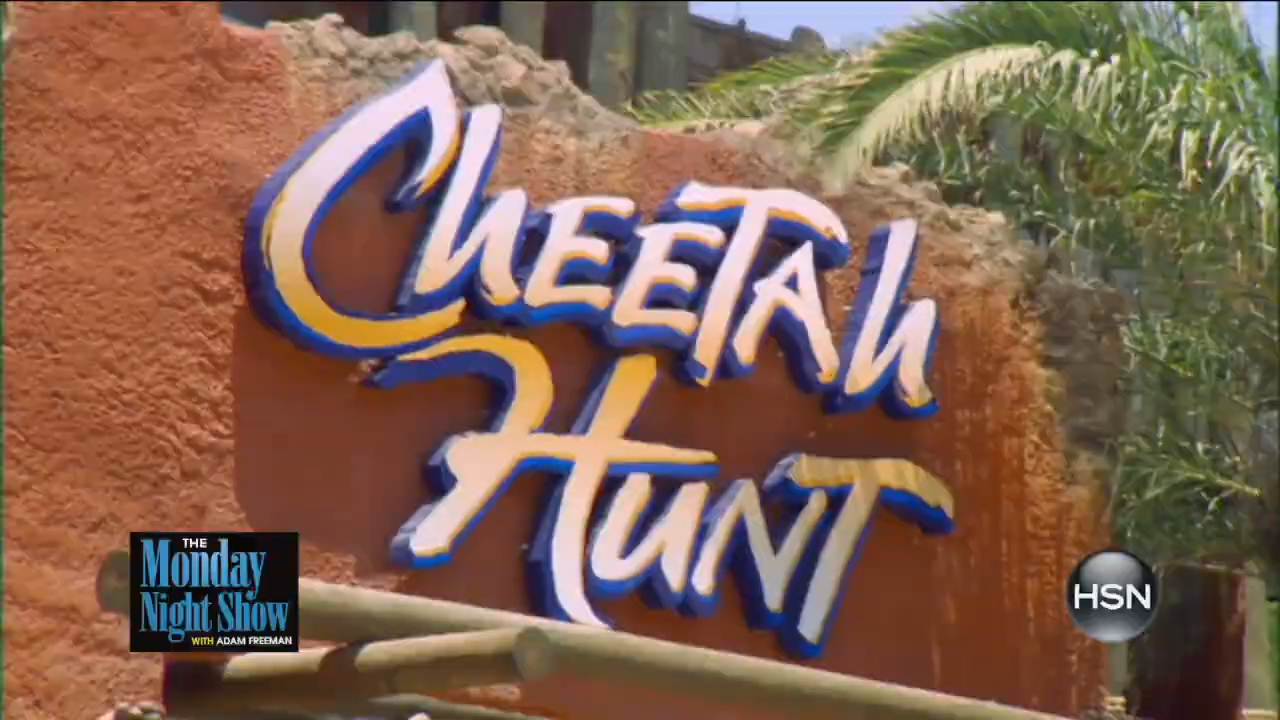 CHEETAH
HUNT
THE
Monday
Night Show
WITH ADAM FREEMAN
HSN